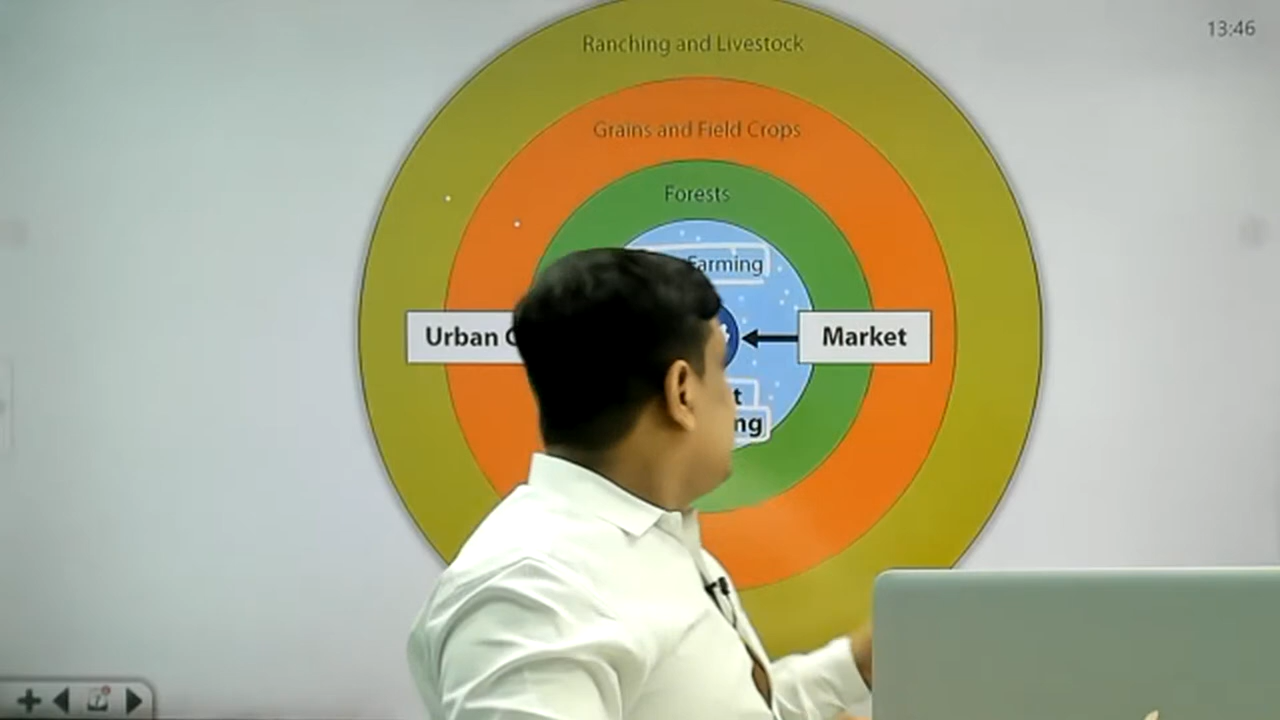 13:46
Ranching and Livestock
Grains and Field Crops
Forests
Farming
Urban
Market